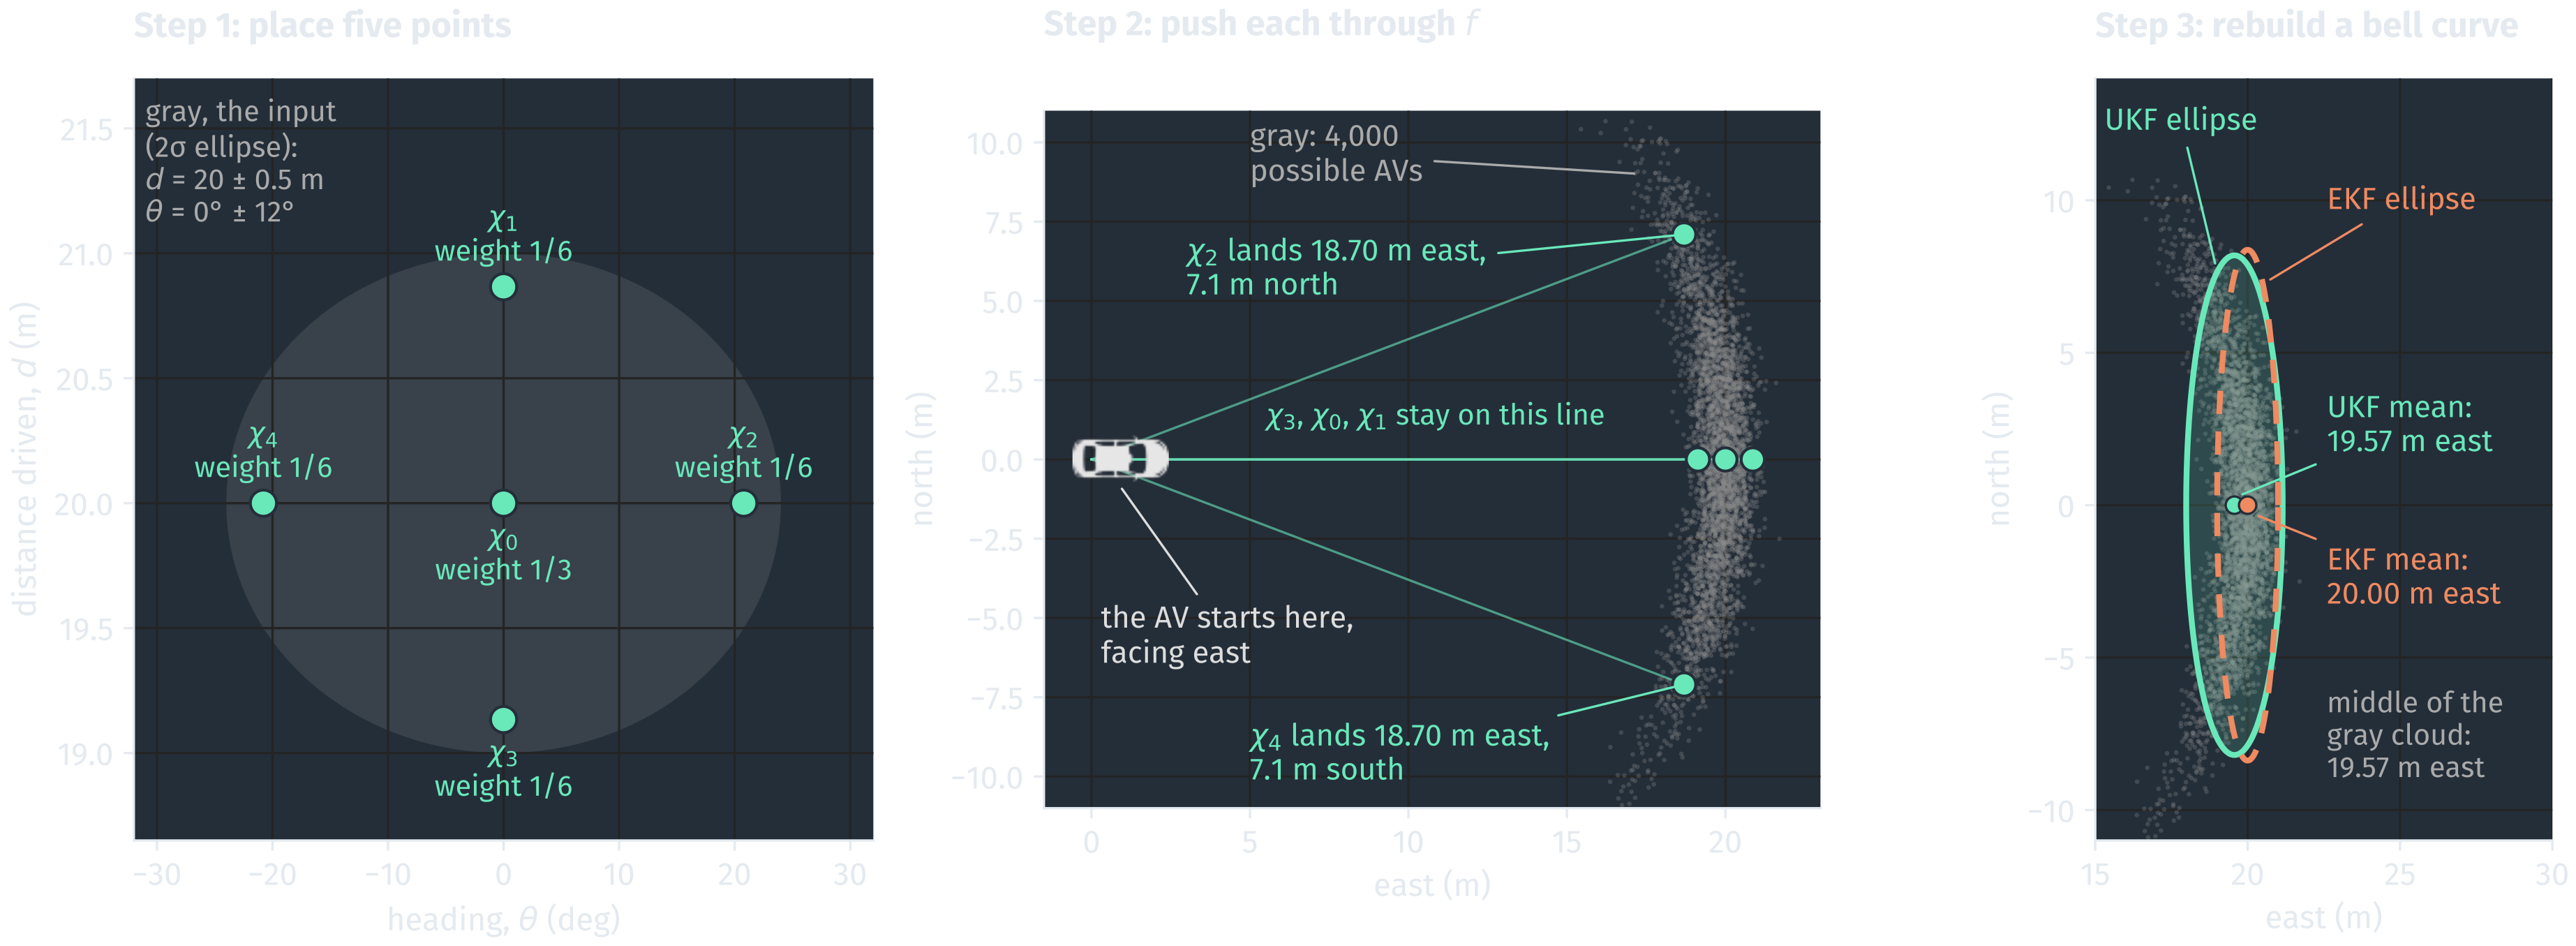 Step 1: place five points
gray, the input
(2σ ellipse):
d = 20 ± 0.5 m
θ = 0° ± 12°
χ1
weight 1/6
χ4
weight 1/6
χ2
weight 1/6
χ0
weight 1/3
χ3
weight 1/6
21.5
21.0
20.5
20.0
19.5
19.0
distance driven, d (m)
−30
−20
−10
0
10
20
30
heading, θ (deg)
Step 2: push each through f
gray: 4,000
possible AVs
χ2 lands 18.70 m east,
7.1 m north
χ3, χ0, χ1 stay on this line
the AV starts here,
facing east
χ4 lands 18.70 m east,
7.1 m south
10.0
7.5
5.0
2.5
0.0
−2.5
−5.0
−7.5
−10.0
north (m)
0
5
10
15
20
east (m)
Step 3: rebuild a bell curve
UKF ellipse
EKF ellipse
UKF mean:
19.57 m east
EKF mean:
20.00 m east
middle of the
gray cloud:
19.57 m east
10
5
0
−5
−10
north (m)
15
20
25
30
east (m)